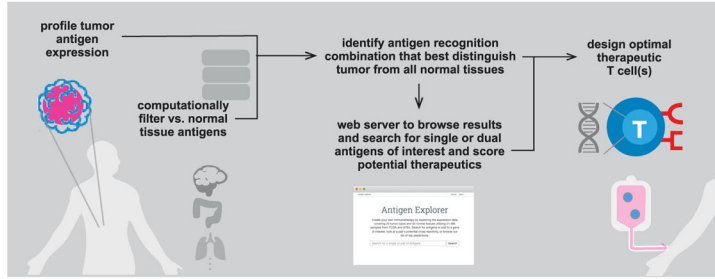 profile tumor
antigen
expression
computationally
filter vs. normal
tissue antigens
identify antigen recognition
combination that best distinguish
tumor from all normal tissues
web server to browse results
and search for single or dual
antigens of interest and score
potential therapeutics
Antigen Explorer
Search
design optimal
therapeutic
T cell(s)
T